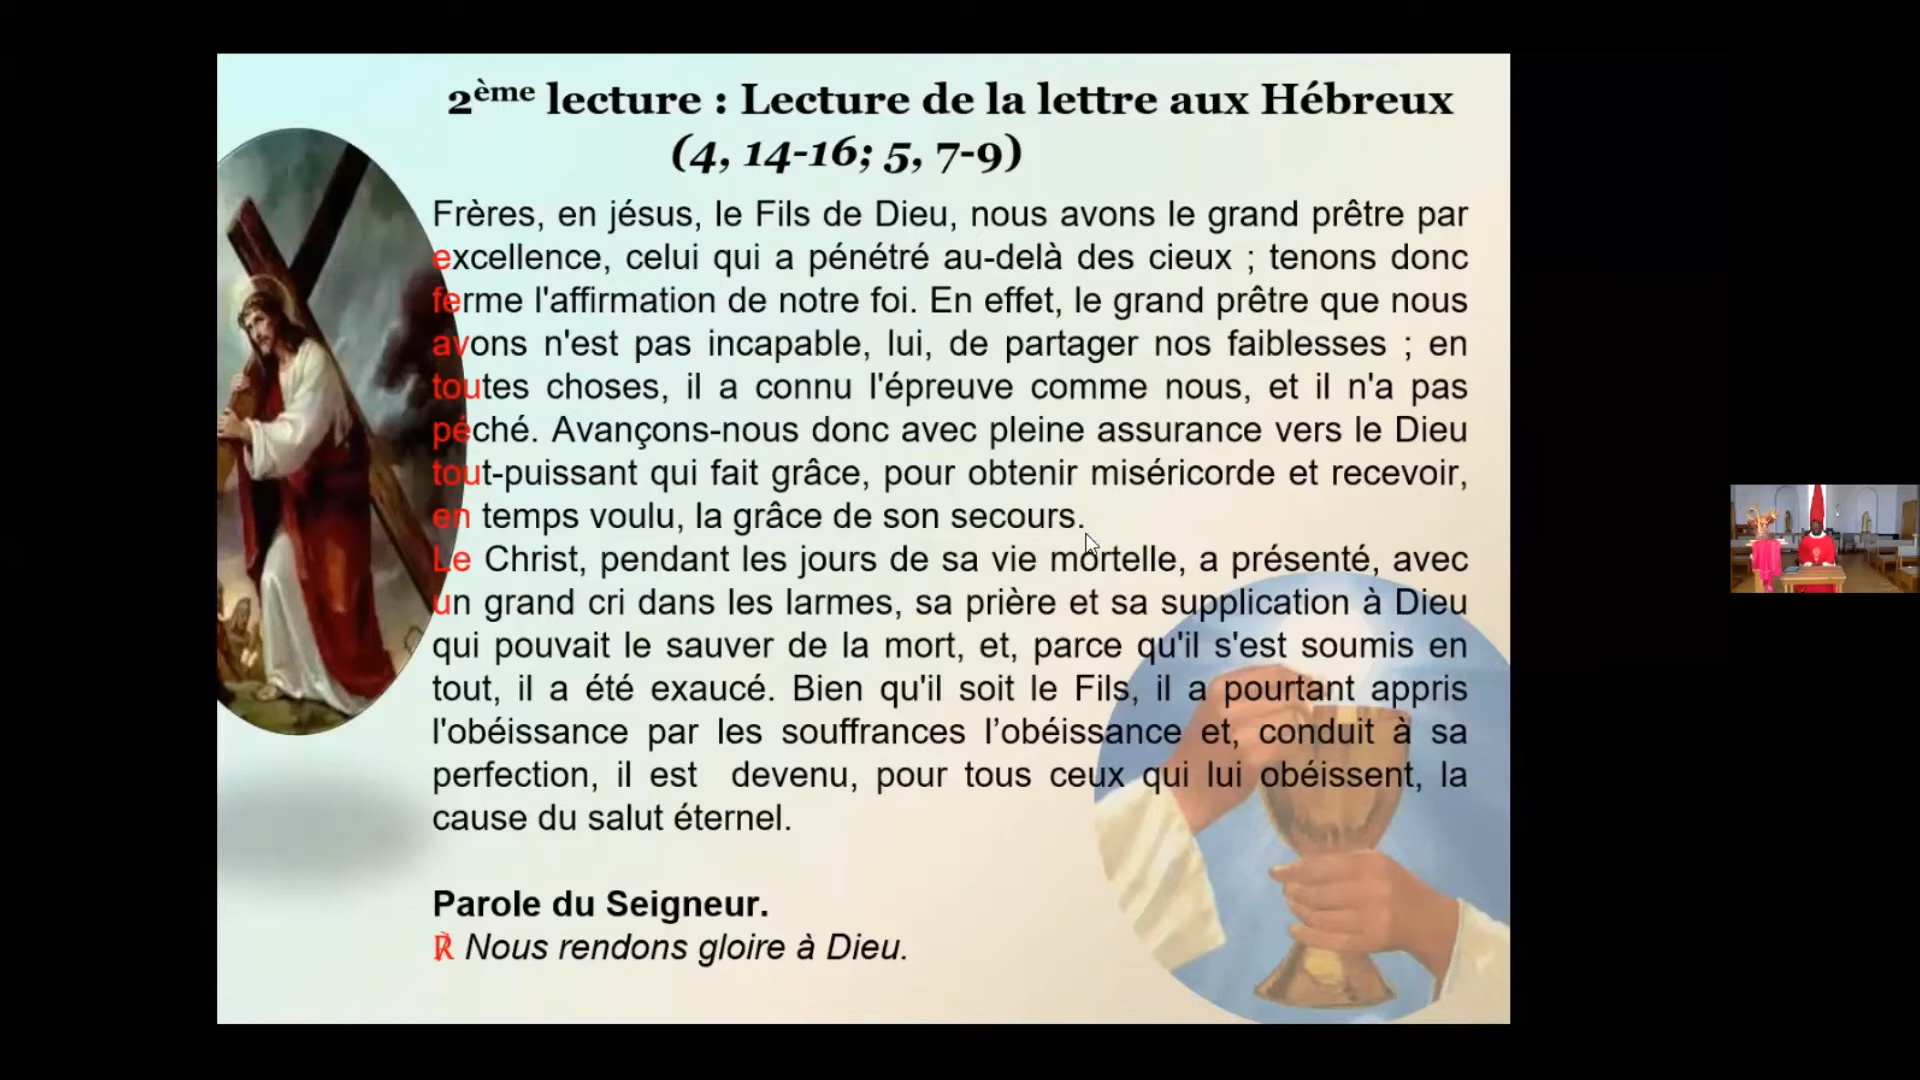 2ème lecture : Lecture de la lettre aux Hébreux
(4, 14-16; 5, 7-9)
Frères, en jésus, le Fils de Dieu, nous avons le grand prêtre par
excellence, celui qui a pénétré au-delà des cieux ; tenons donc
ferme l'affirmation de notre foi. En effet, le grand prêtre que nous
avons n'est pas incapable, lui, de partager nos faiblesses ; en
toutes choses, il a connu l'épreuve comme nous, et il n'a pas
péché. Avançons-nous donc avec pleine assurance vers le Dieu
tout-puissant qui fait grâce, pour obtenir miséricorde et recevoir,
en temps voulu, la grâce de son secours.
Le Christ, pendant les jours de sa vie mortelle, a présenté, avec
un grand cri dans les larmes, sa prière et sa supplication à Dieu
qui pouvait le sauver de la mort, et, parce qu'il s'est soumis en
tout, il a été exaucé. Bien qu'il soit le Fils, il a pourtant appris
l'obéissance par les souffrances l’obéissance et, conduit à sa
perfection, il est devenu, pour tous ceux qui lui obéissent, la
cause du salut éternel.
Parole du Seigneur.
℟ Nous rendons gloire à Dieu.